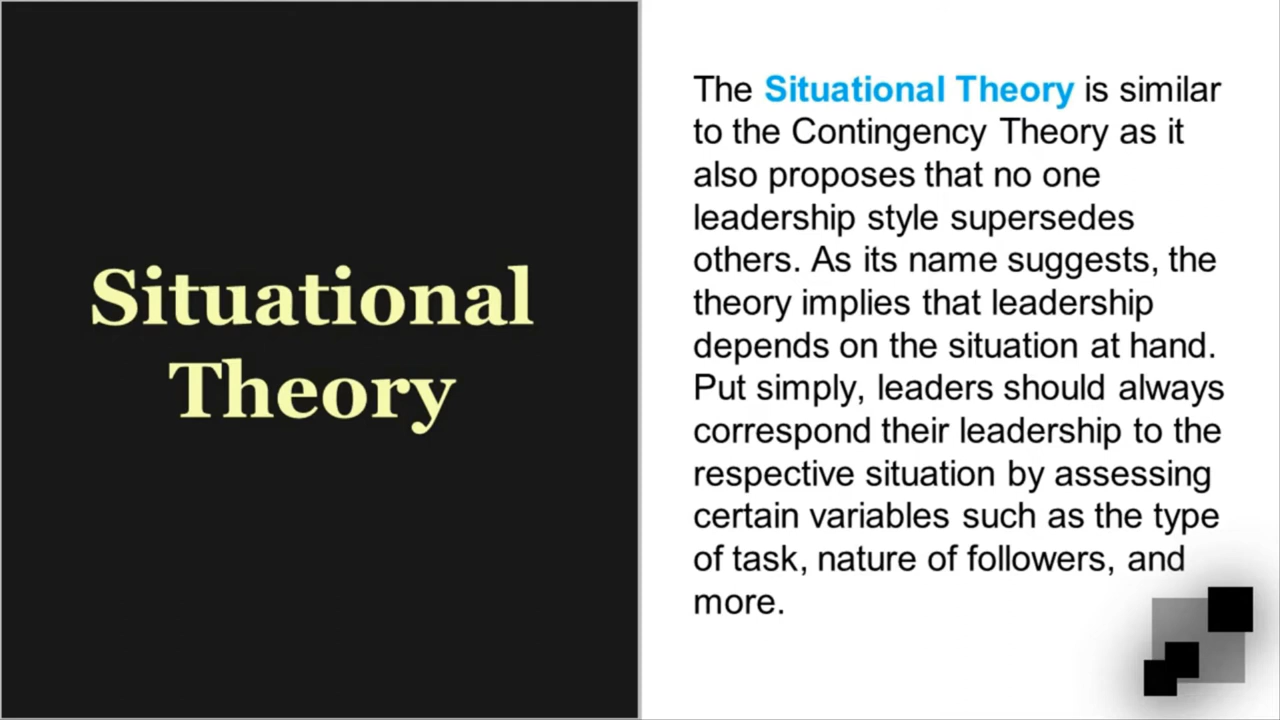 Situational
Theory
The Situational Theory is similar
to the Contingency Theory as it
also proposes that no one
leadership style supersedes
others. As its name suggests, the
theory implies that leadership
depends on the situation at hand.
Put simply, leaders should always
correspond their leadership to the
respective situation by assessing
certain variables such as the type
of task, nature of followers, and
more.